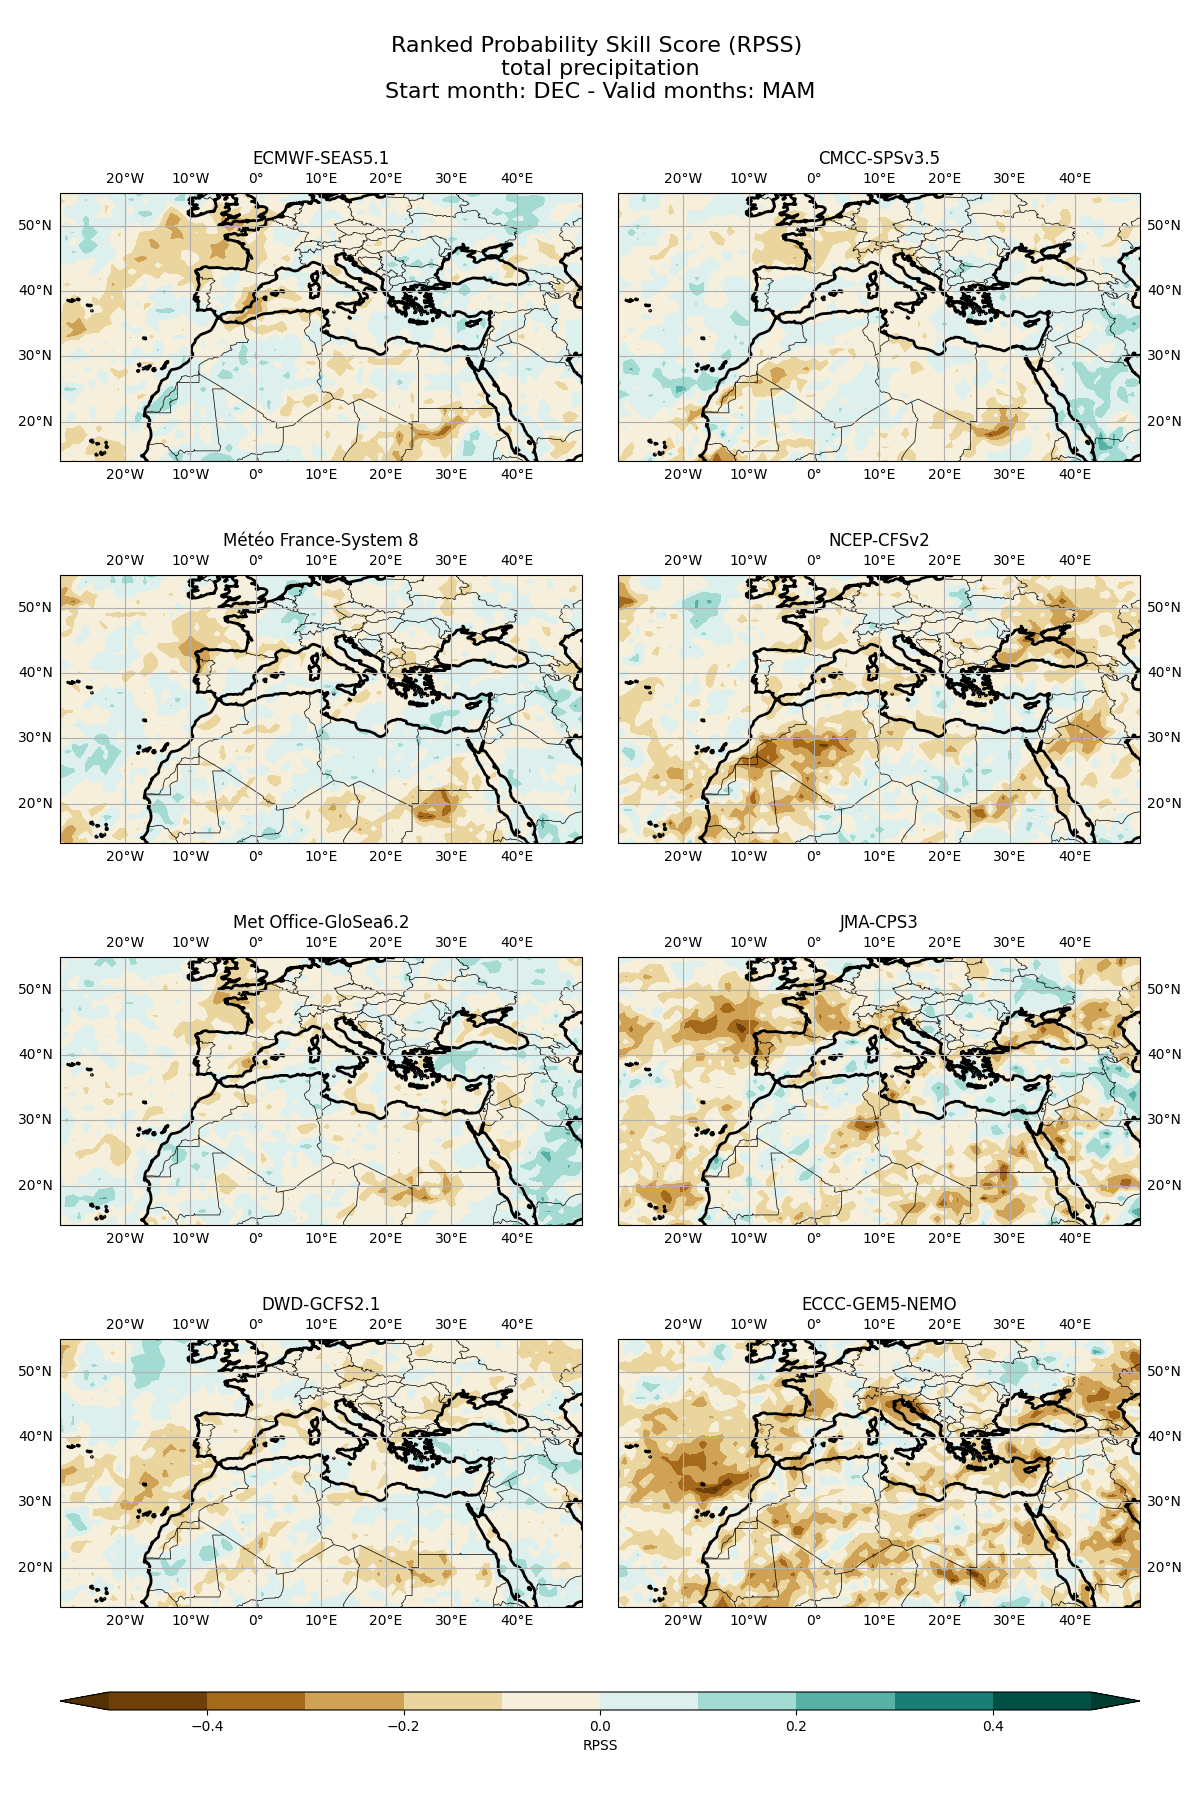 Ranked Probability Skill Score (RPSS)
total precipitation
Start month: DEC - Valid months: MAM
ECMWF-SEAS5.1
20°W 10°W 0° 10°E 20°E 30°E 40°E
50°N
40°N
30°N
20°N
20°W 10°W 0° 10°E 20°E 30°E 40°E
CMCC-SPSv3.5
20°W 10°W 0° 10°E 20°E 30°E 40°E
50°N
40°N
30°N
20°N
20°W 10°W 0° 10°E 20°E 30°E 40°E
Météo France-System 8
20°W 10°W 0° 10°E 20°E 30°E 40°E
50°N
40°N
30°N
20°N
20°W 10°W 0° 10°E 20°E 30°E 40°E
NCEP-CFSv2
20°W 10°W 0° 10°E 20°E 30°E 40°E
50°N
40°N
30°N
20°N
20°W 10°W 0° 10°E 20°E 30°E 40°E
Met Office-GloSea6.2
20°W 10°W 0° 10°E 20°E 30°E 40°E
50°N
40°N
30°N
20°N
20°W 10°W 0° 10°E 20°E 30°E 40°E
JMA-CPS3
20°W 10°W 0° 10°E 20°E 30°E 40°E
50°N
40°N
30°N
20°N
20°W 10°W 0° 10°E 20°E 30°E 40°E
DWD-GCFS2.1
20°W 10°W 0° 10°E 20°E 30°E 40°E
50°N
40°N
30°N
20°N
20°W 10°W 0° 10°E 20°E 30°E 40°E
ECCC-GEM5-NEMO
20°W 10°W 0° 10°E 20°E 30°E 40°E
50°N
40°N
30°N
20°N
20°W 10°W 0° 10°E 20°E 30°E 40°E
−0.4 −0.2 0.0 0.2 0.4
RPSS